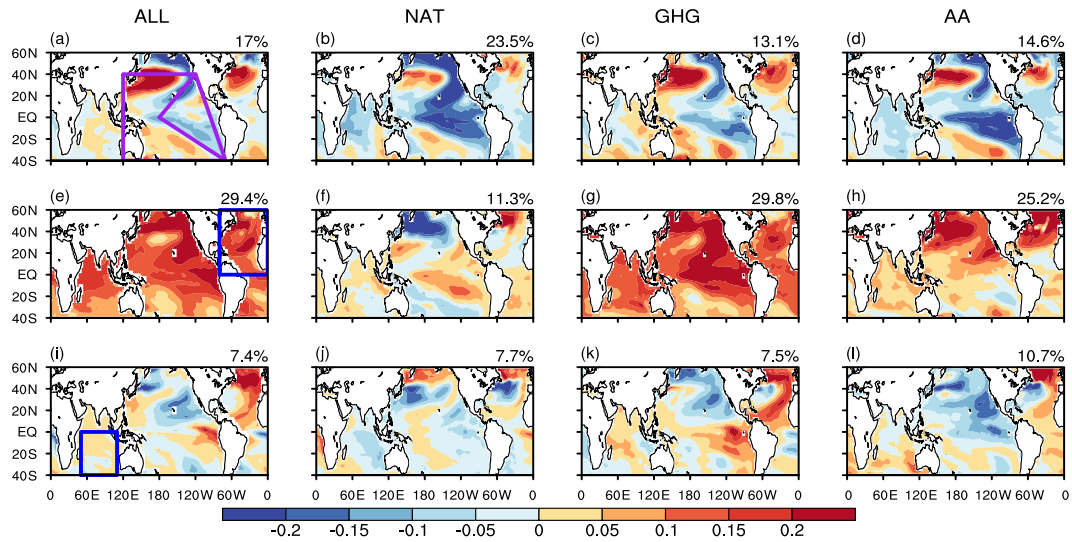 ALL NAT GHG AA
(a) 17% (b) 23.5% (c) 13.1% (d) 14.6%
60N
40N
20N
EQ
20S
40S
(e) 29.4% (f) 11.3% (g) 29.8% (h) 25.2%
60N
40N
20N
EQ
20S
40S
(i) 7.4% (j) 7.7% (k) 7.5% (l) 10.7%
60N
40N
20N
EQ
20S
40S
0 60E 120E 180 120W 60W 0 60E 120E 180 120W 60W 0 60E 120E 180 120W 60W 0 60E 120E 180 120W 60W 0
-0.2 -0.15 -0.1 -0.05 0 0.05 0.1 0.15 0.2